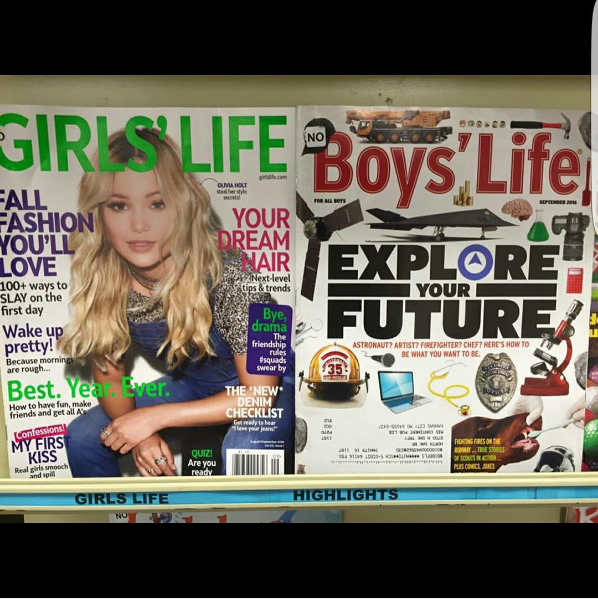 GIRLS' LIFE
girlslife.com
OLIVIA HOLT
steal her style
secrets!
FALL
FASHION
YOU'LL
LOVE
100+ ways to
SLAY on the
first day
Wake up
pretty!
Because mornings
are rough...
Best. Year. Ever.
How to have fun, make
friends and get all A's
Confessions!
MY FIRST
KISS
Real girls smooch
and spill
YOUR
DREAM
HAIR
Next-level
tips & trends
Bye,
drama
The
friendship
rules
#squads
swear by
THE *NEW*
DENIM
CHECKLIST
Get ready to hear
"I love your jeans!"
QUIZ!
Are you
ready
NO
Boys' Life
FOR ALL BOYS
SEPTEMBER 2016
EXPLORE
YOUR
FUTURE
ASTRONAUT? ARTIST? FIREFIGHTER? CHEF? HERE'S HOW TO
BE WHAT YOU WANT TO BE.
35
FIGHTING FIRES ON THE
RUNWAY ... TRUE STORIES
OF SCOUTS IN ACTION ...
PLUS COMICS, JOKES
GIRLS LIFE
HIGHLIGHTS
NO